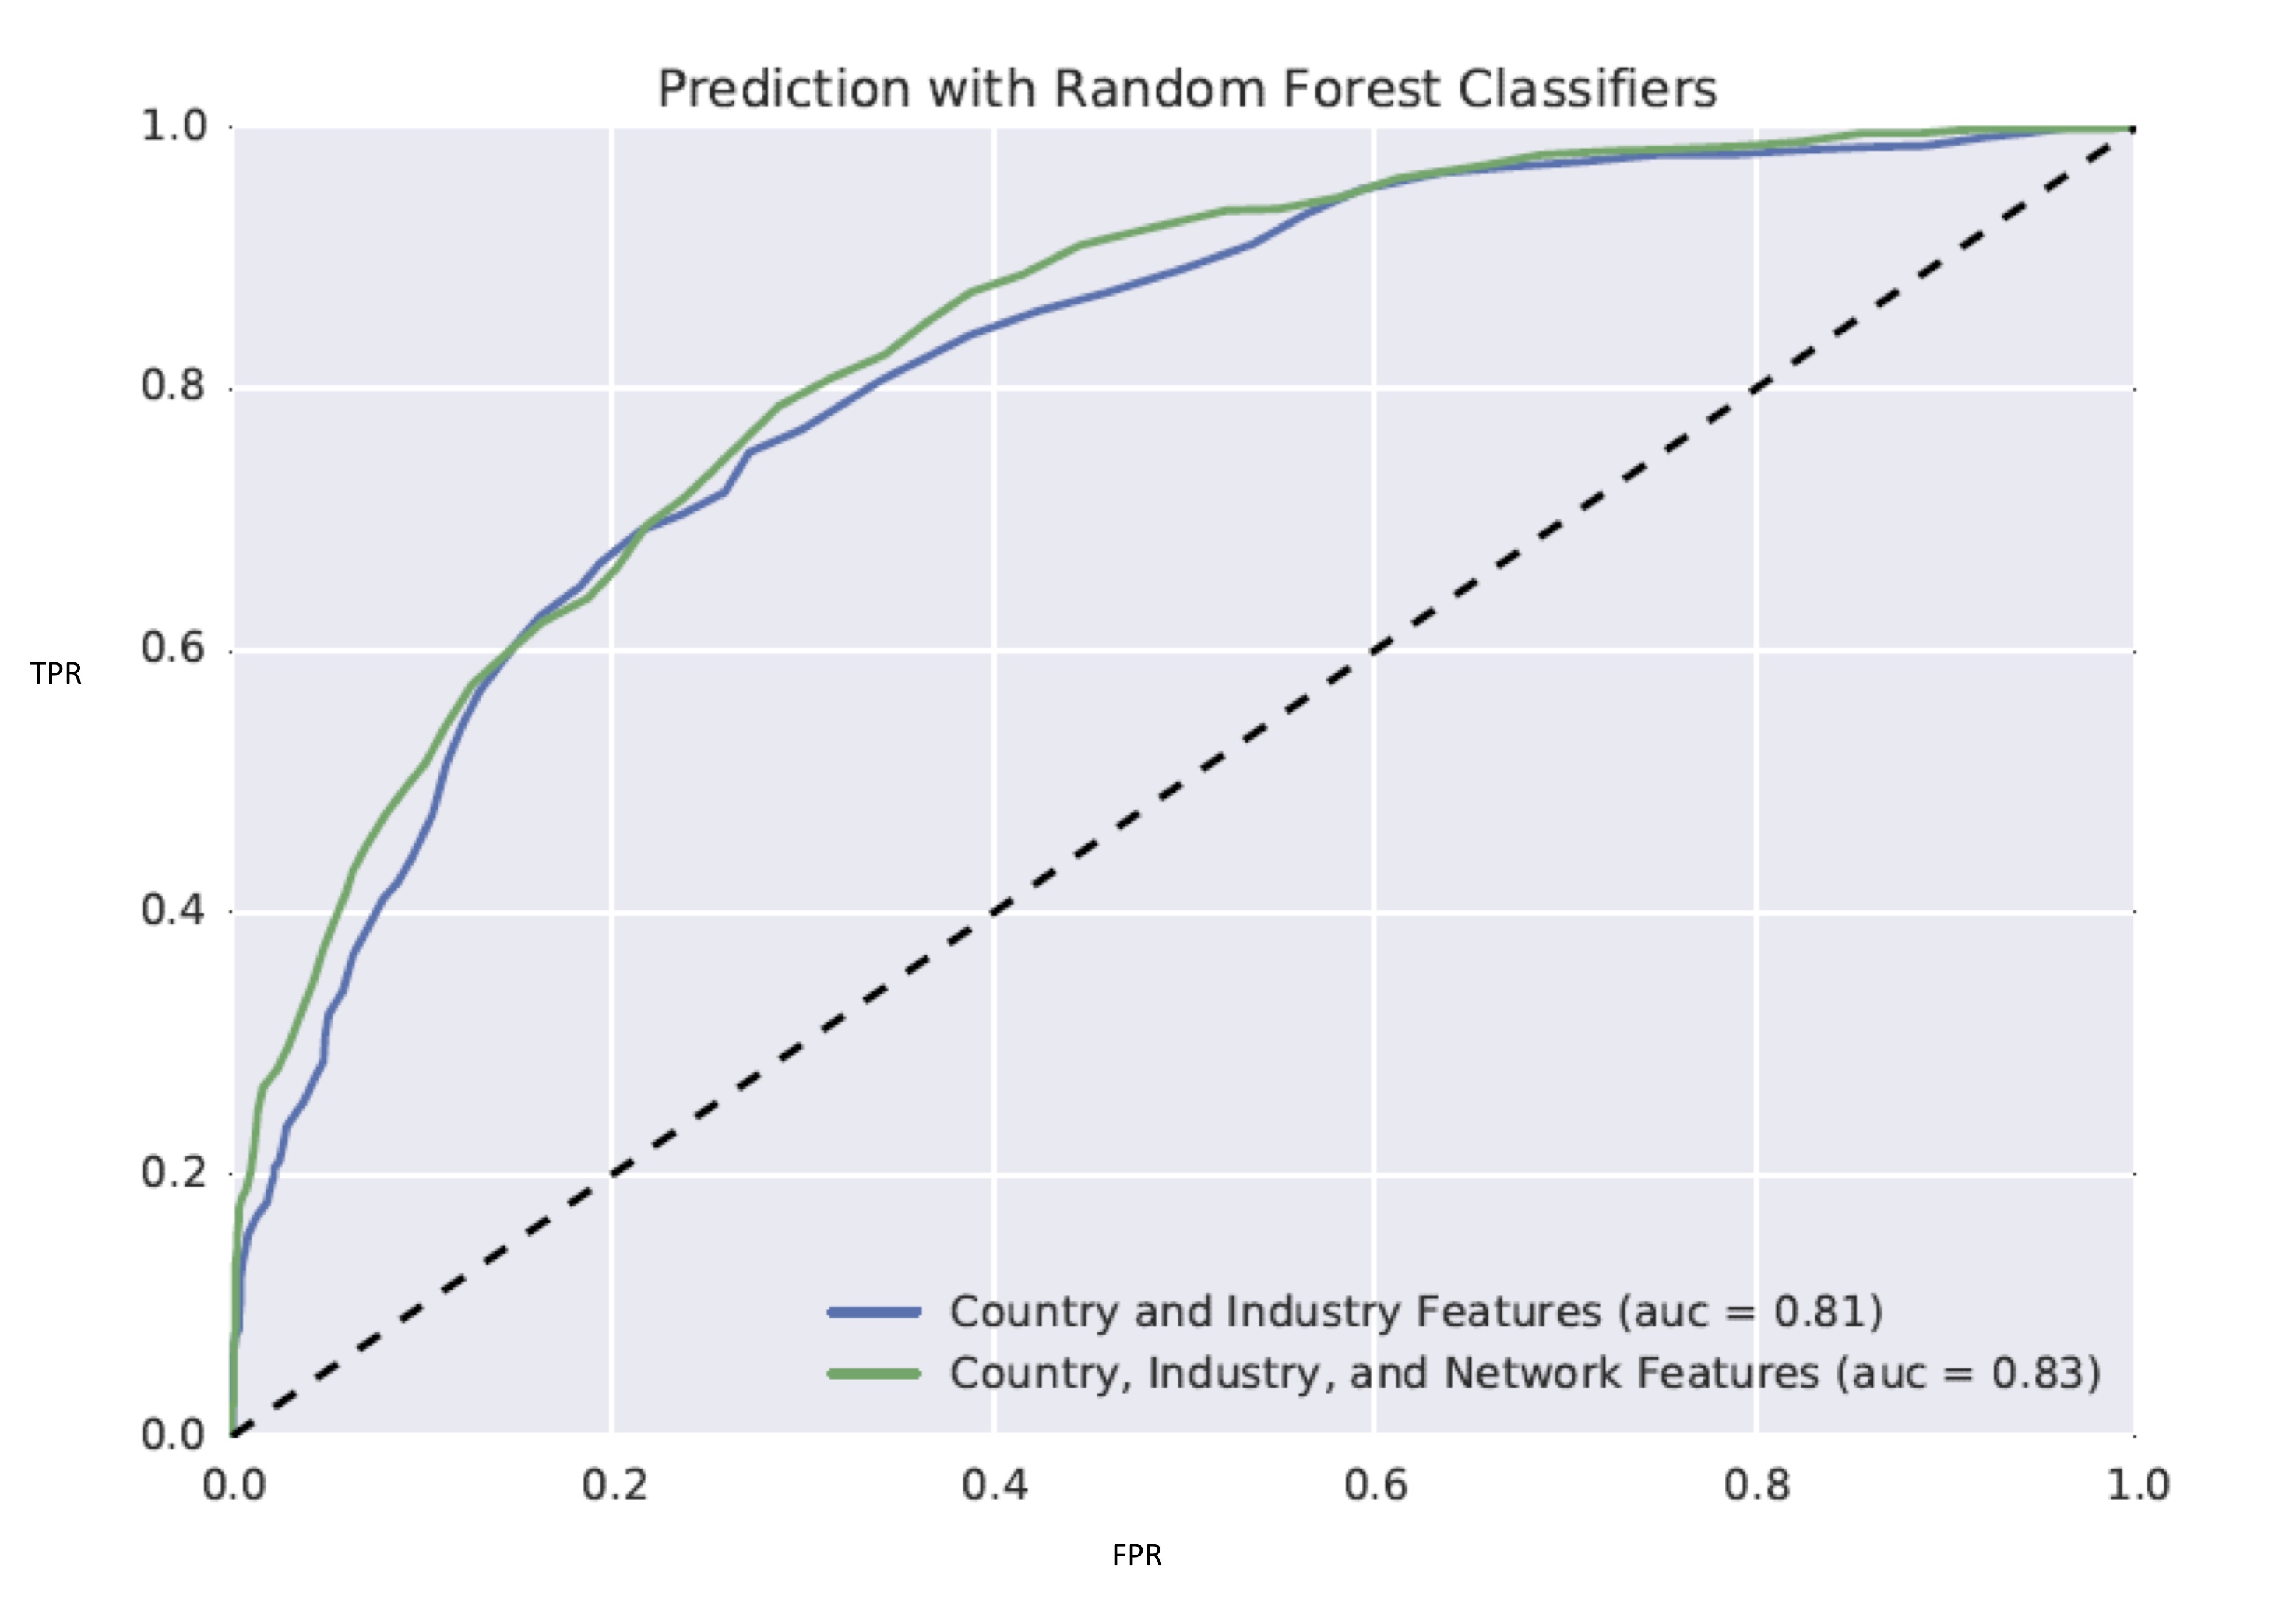 Prediction with Random Forest Classifiers
1.0
0.8
0.6
TPR
0.4
0.2
Country and Industry Features (auc = 0.81)
Country, Industry, and Network Features (auc = 0.83)
0.0
0.0 0.2 0.4 0.6 0.8 1.0
FPR